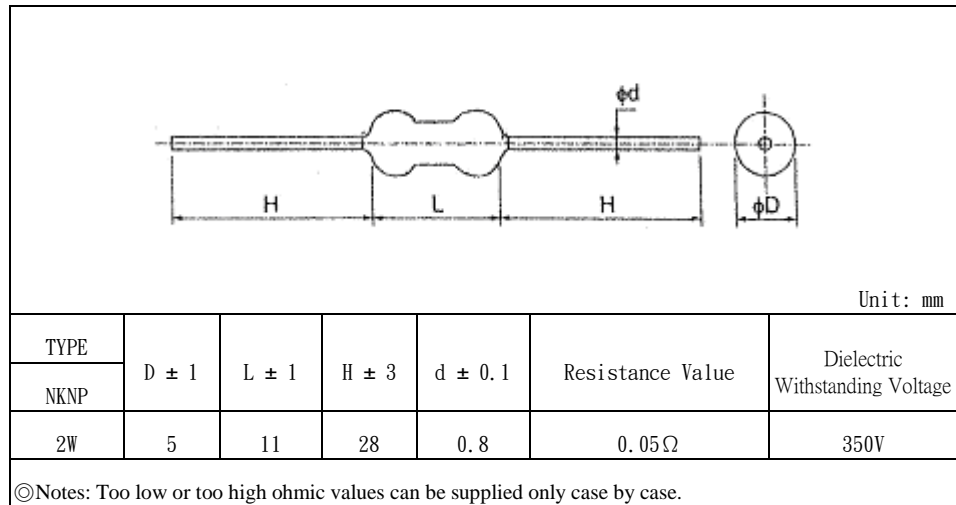 ϕd
H
L
H
ϕD
Unit: mm
TYPE
NKNP
D ± 1
L ± 1
H ± 3
d ± 0.1
Resistance Value
Dielectric
Withstanding Voltage
2W
5
11
28
0.8
0.05Ω
350V
◎Notes: Too low or too high ohmic values can be supplied only case by case.